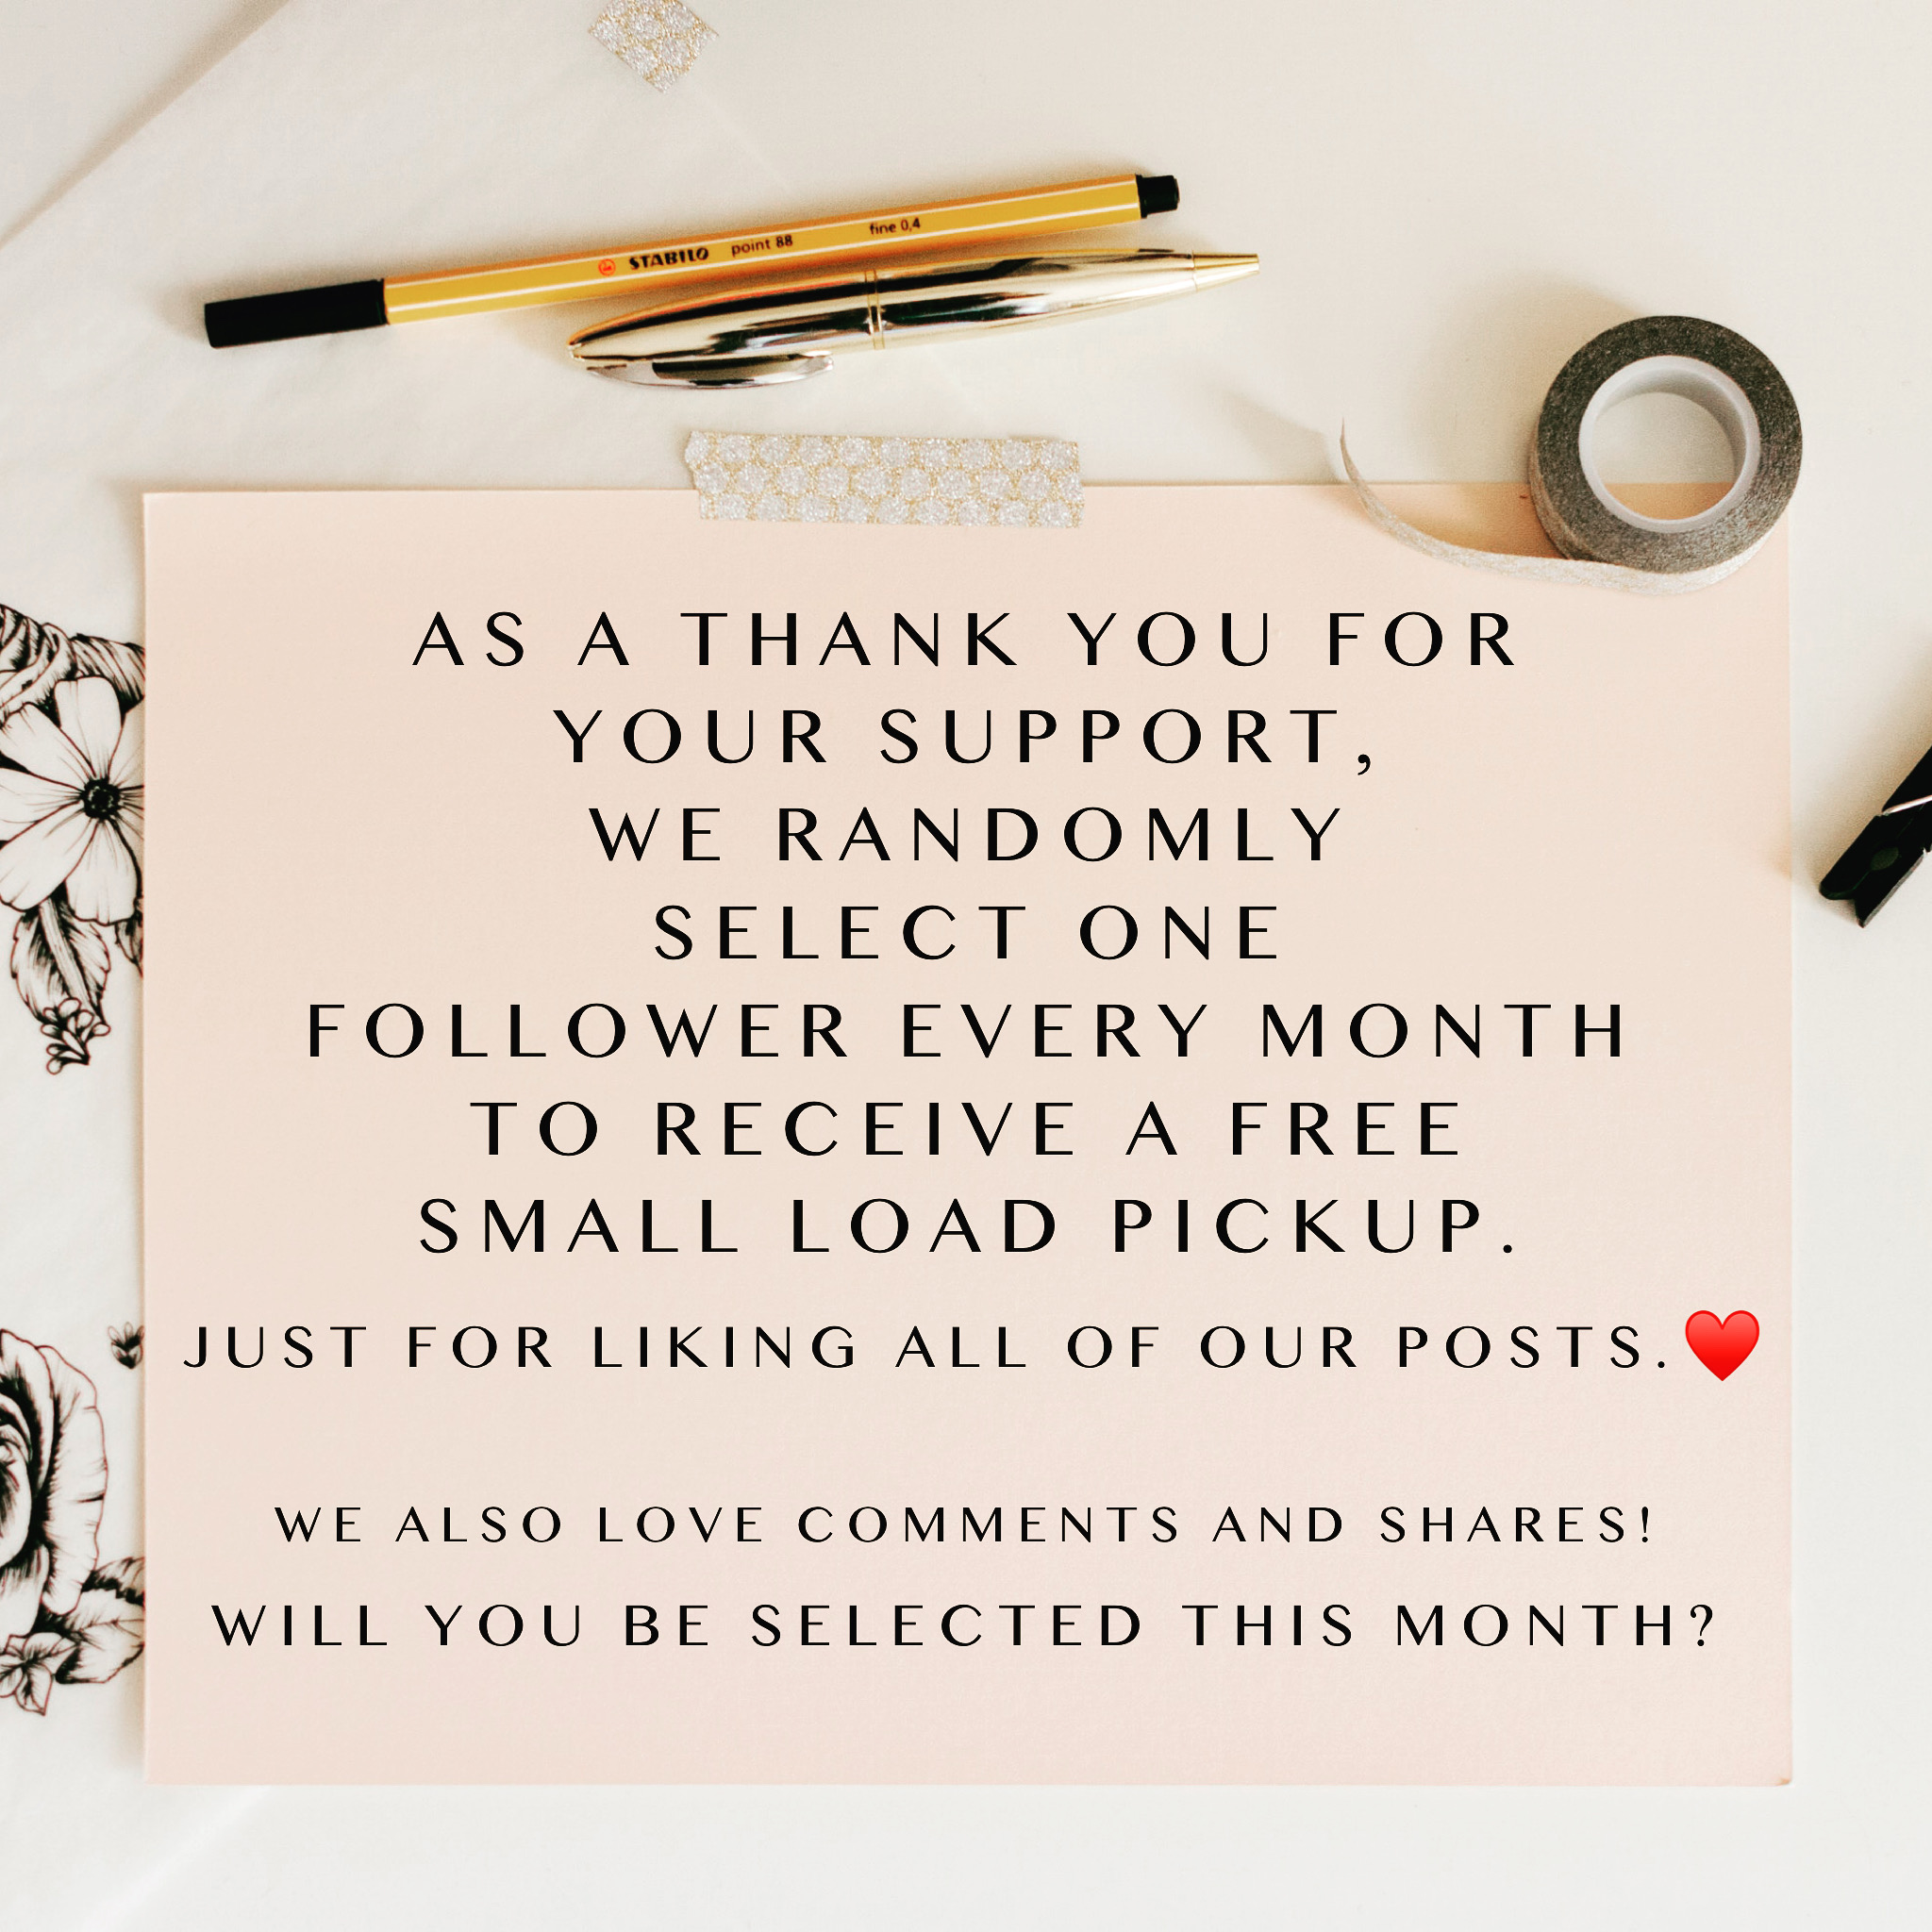 STABILO point 88 fine 0,4
AS A THANK YOU FOR
YOUR SUPPORT,
WE RANDOMLY
SELECT ONE
FOLLOWER EVERY MONTH
TO RECEIVE A FREE
SMALL LOAD PICKUP.
JUST FOR LIKING ALL OF OUR POSTS.❤️
WE ALSO LOVE COMMENTS AND SHARES!
WILL YOU BE SELECTED THIS MONTH?